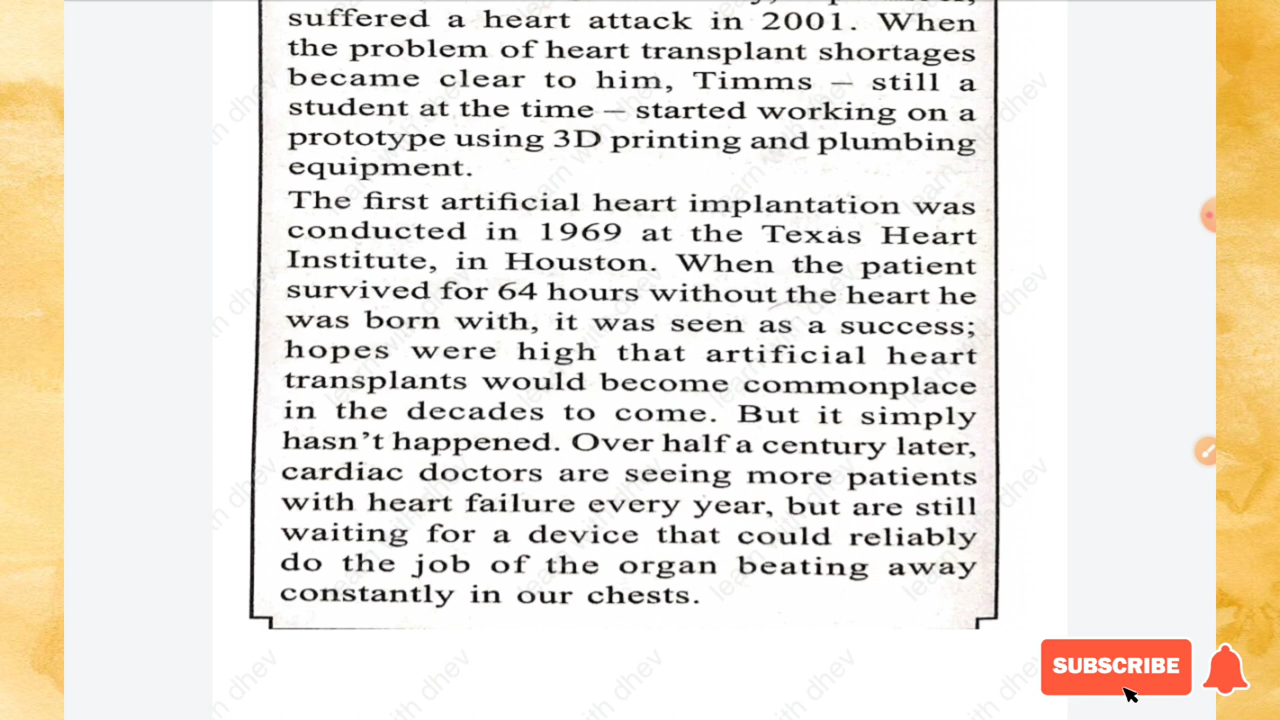 suffered a heart attack in 2001. When
the problem of heart transplant shortages
became clear to him, Timms – still a
student at the time – started working on a
prototype using 3D printing and plumbing
equipment.
The first artificial heart implantation was
conducted in 1969 at the Texas Heart
Institute, in Houston. When the patient
survived for 64 hours without the heart he
was born with, it was seen as a success;
hopes were high that artificial heart
transplants would become commonplace
in the decades to come. But it simply
hasn't happened. Over half a century later,
cardiac doctors are seeing more patients
with heart failure every year, but are still
waiting for a device that could reliably
do the job of the organ beating away
constantly in our chests.
SUBSCRIBE
learn with dhev